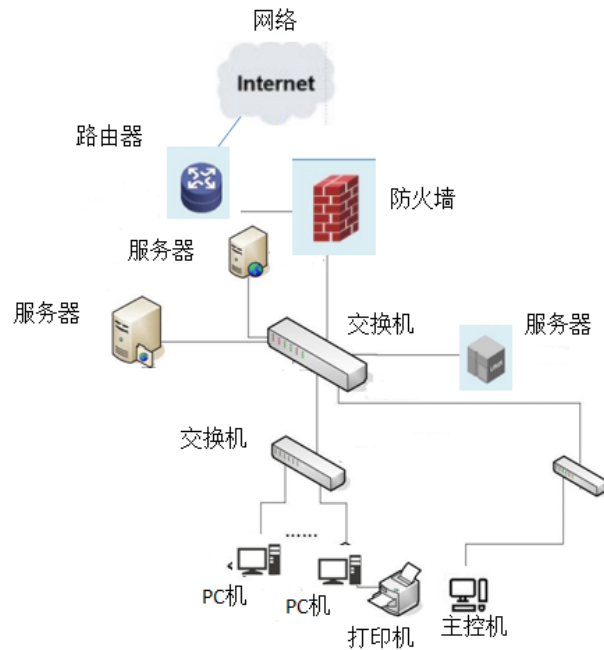 网络
Internet
路由器
防火墙
服务器
服务器
交换机
服务器
交换机
......
PC机
PC机
打印机
主控机